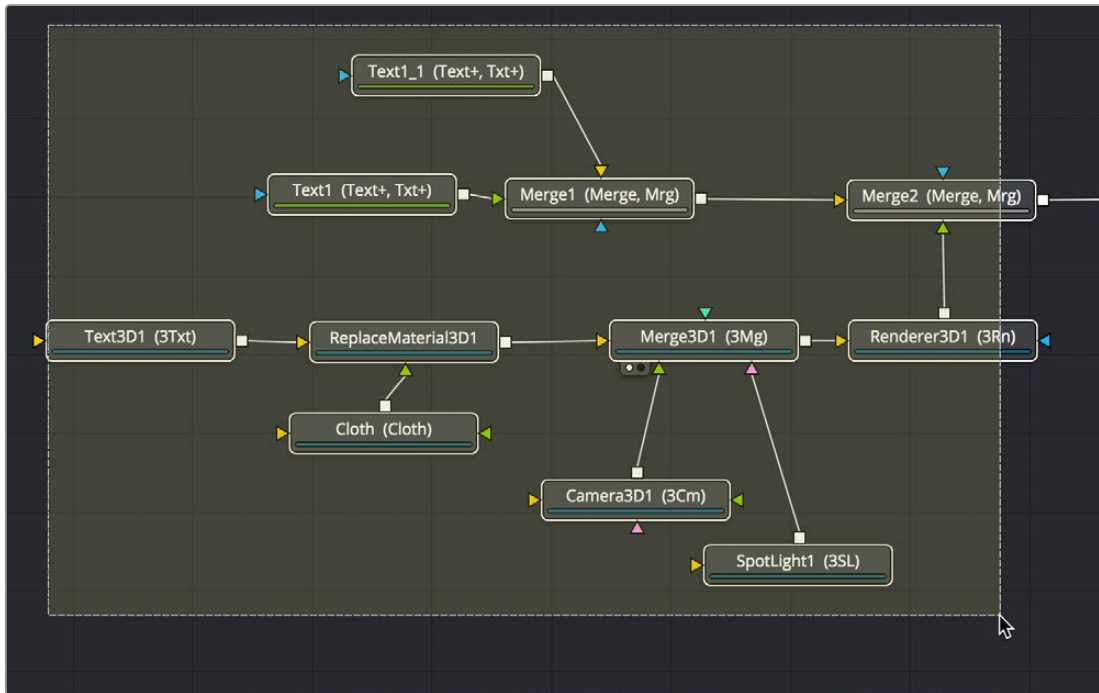 Text1_1 (Text+, Txt+)
Text1 (Text+, Txt+)
Merge1 (Merge, Mrg)
Merge2 (Merge, Mrg)
Text3D1 (3Txt)
ReplaceMaterial3D1
Merge3D1 (3Mg)
Renderer3D1 (3Rn)
Cloth (Cloth)
Camera3D1 (3Cm)
SpotLight1 (3SL)